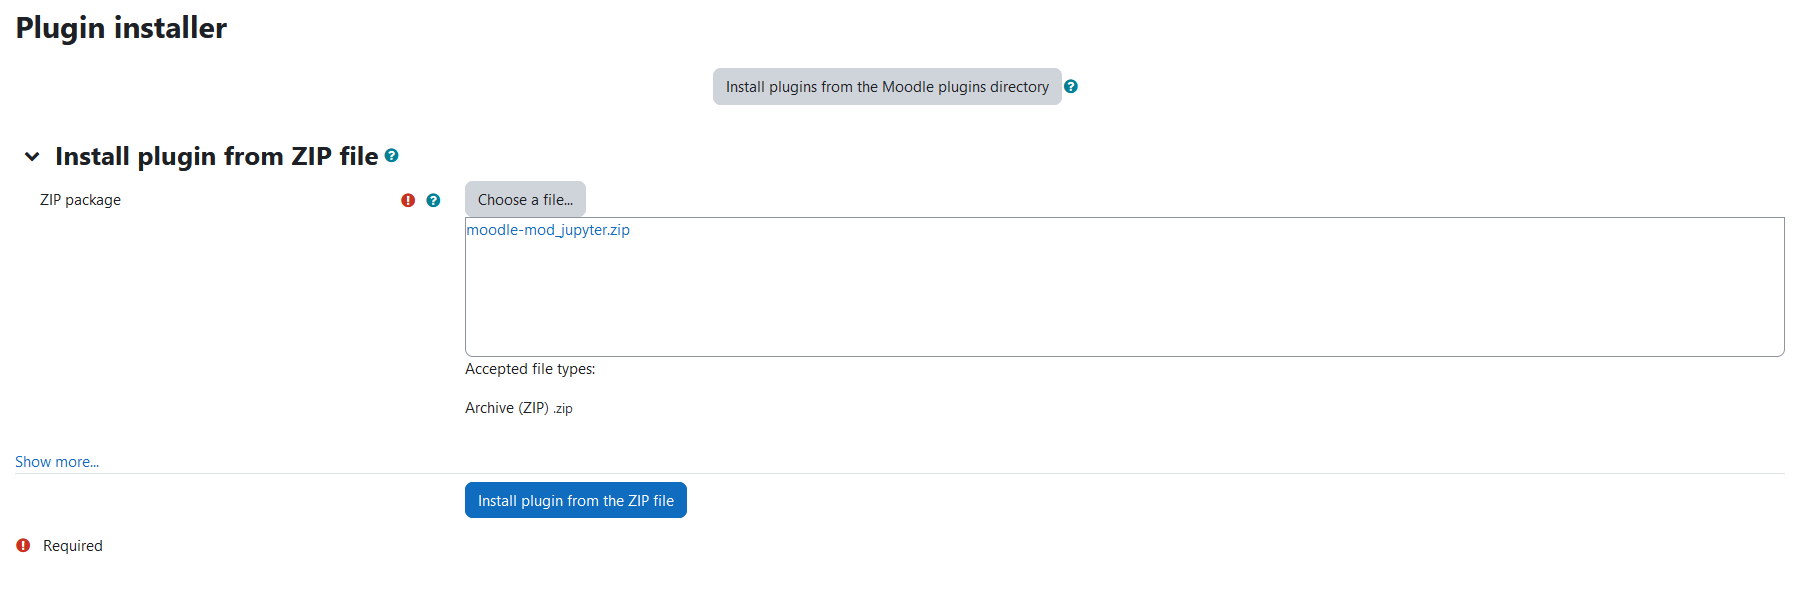 Plugin installer
Install plugins from the Moodle plugins directory
Install plugin from ZIP file
ZIP package
Choose a file...
moodle-mod_jupyter.zip
Accepted file types:
Archive (ZIP) .zip
Show more...
Install plugin from the ZIP file
Required